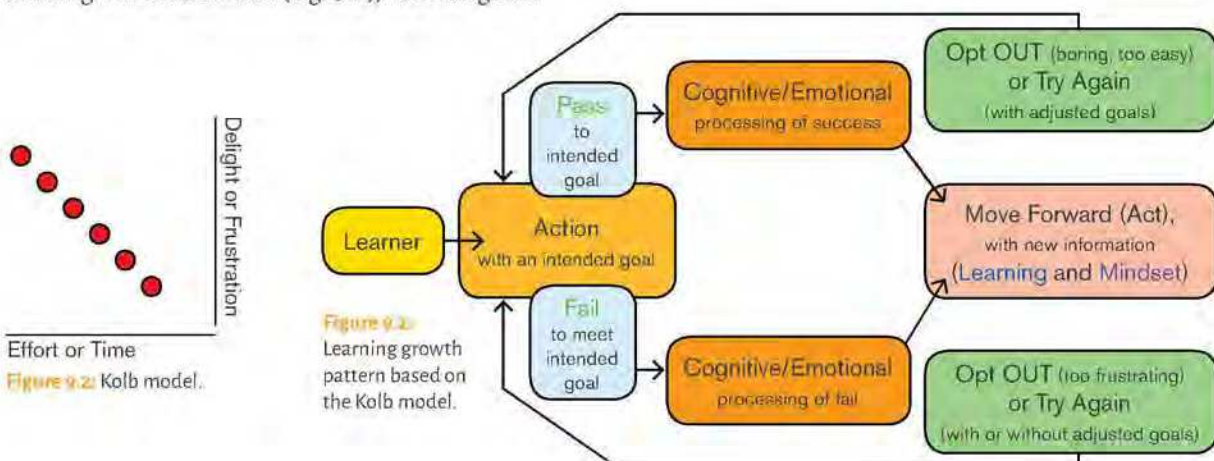 Delight or Frustration
Effort or Time
Figure 9.2: Kolb model.
Learner
Action
with an intended goal
Pass
to
intended
goal
Fail
to meet
intended
goal
Figure 9.2:
Learning growth
pattern based on
the Kolb model.
Cognitive/Emotional
processing of success
Cognitive/Emotional
processing of fail
Opt OUT (boring, too easy)
or Try Again
(with adjusted goals)
Move Forward (Act),
with new information
(Learning and Mindset)
Opt OUT (too frustrating)
or Try Again
(with or without adjusted goals)